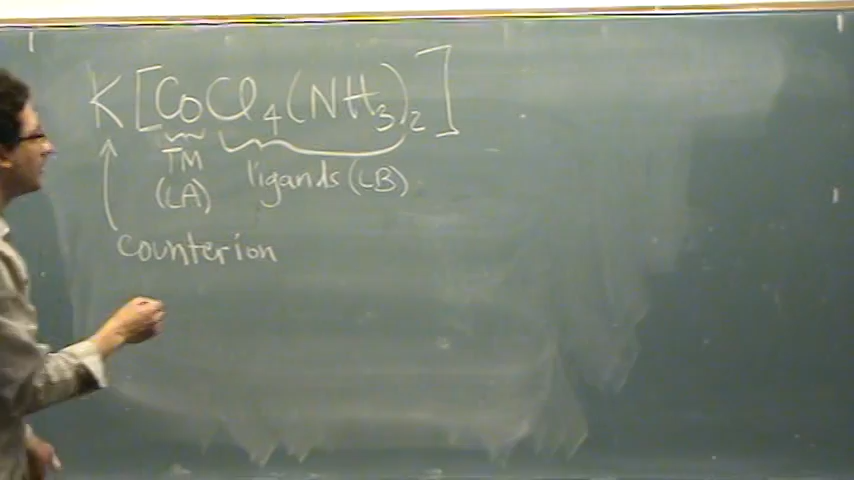 K[CoCl4(NH3)2]
TM ligands (LB)
(LA)
counterion